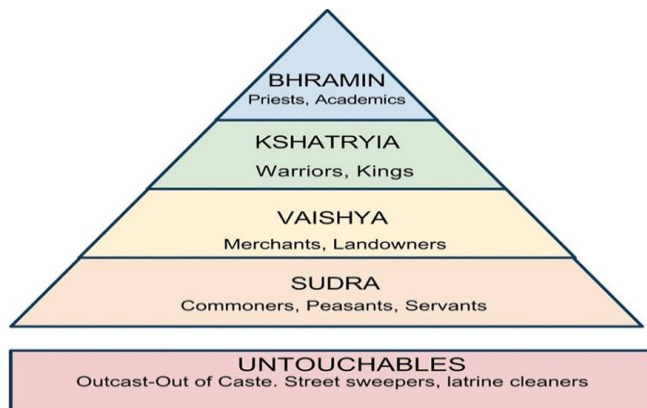 BHRAMIN
Priests, Academics
KSHATRYIA
Warriors, Kings
VAISHYA
Merchants, Landowners
SUDRA
Commoners, Peasants, Servants
UNTOUCHABLES
Outcast-Out of Caste. Street sweepers, latrine cleaners